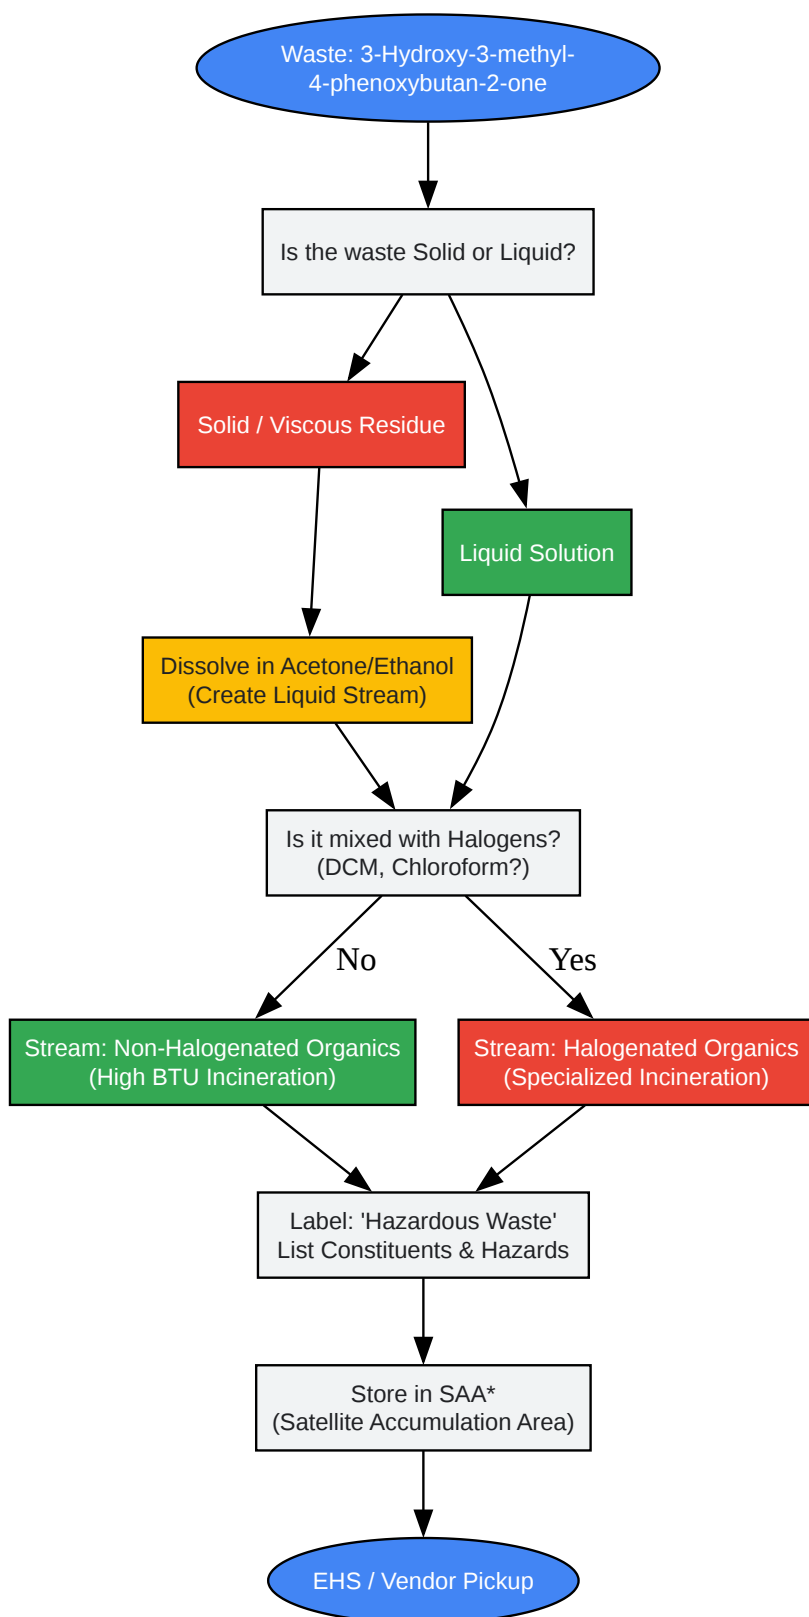 Waste: 3-Hydroxy-3-methyl-
4-phenoxybutan-2-one
Is the waste Solid or Liquid?
Solid / Viscous Residue
Liquid Solution
Dissolve in Acetone/Ethanol
(Create Liquid Stream)
Is it mixed with Halogens?
(DCM, Chloroform?)
No
Yes
Stream: Non-Halogenated Organics
(High BTU Incineration)
Stream: Halogenated Organics
(Specialized Incineration)
Label: 'Hazardous Waste'
List Constituents & Hazards
Store in SAA*
(Satellite Accumulation Area)
EHS / Vendor Pickup